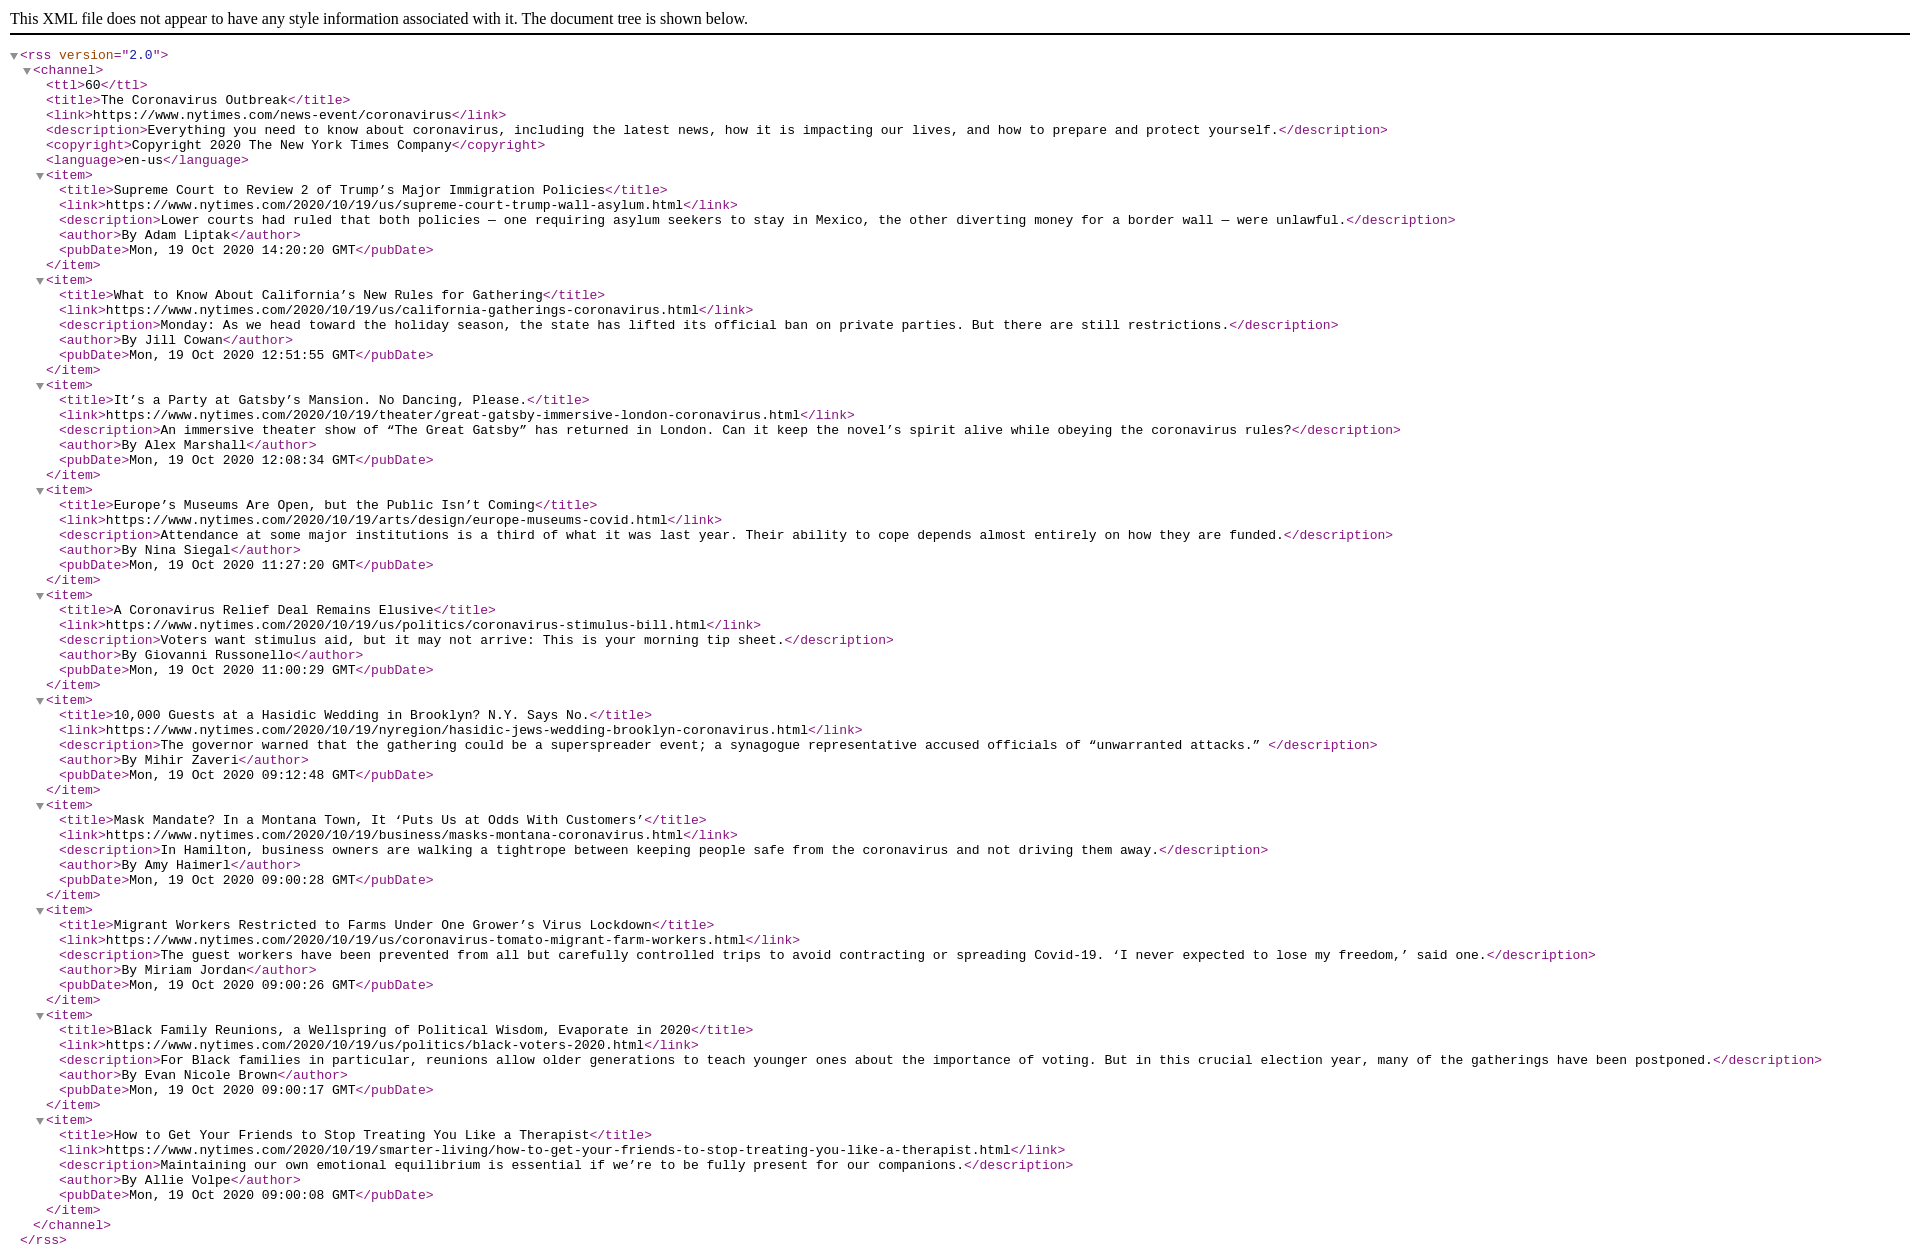 This XML file does not appear to have any style information associated with it. The document tree is shown below.
<rss version="2.0">
<channel>
<ttl>60</ttl>
<title>The Coronavirus Outbreak</title>
<link>https://www.nytimes.com/news-event/coronavirus</link>
<description>Everything you need to know about coronavirus, including the latest news, how it is impacting our lives, and how to prepare and protect yourself.</description>
<copyright>Copyright 2020 The New York Times Company</copyright>
<language>en-us</language>
<item>
<title>Supreme Court to Review 2 of Trump’s Major Immigration Policies</title>
<link>https://www.nytimes.com/2020/10/19/us/supreme-court-trump-wall-asylum.html</link>
<description>Lower courts had ruled that both policies — one requiring asylum seekers to stay in Mexico, the other diverting money for a border wall — were unlawful.</description>
<author>By Adam Liptak</author>
<pubDate>Mon, 19 Oct 2020 14:20:20 GMT</pubDate>
</item>
<item>
<title>What to Know About California’s New Rules for Gathering</title>
<link>https://www.nytimes.com/2020/10/19/us/california-gatherings-coronavirus.html</link>
<description>Monday: As we head toward the holiday season, the state has lifted its official ban on private parties. But there are still restrictions.</description>
<author>By Jill Cowan</author>
<pubDate>Mon, 19 Oct 2020 12:51:55 GMT</pubDate>
</item>
<item>
<title>It’s a Party at Gatsby’s Mansion. No Dancing, Please.</title>
<link>https://www.nytimes.com/2020/10/19/theater/great-gatsby-immersive-london-coronavirus.html</link>
<description>An immersive theater show of “The Great Gatsby” has returned in London. Can it keep the novel’s spirit alive while obeying the coronavirus rules?</description>
<author>By Alex Marshall</author>
<pubDate>Mon, 19 Oct 2020 12:08:34 GMT</pubDate>
</item>
<item>
<title>Europe’s Museums Are Open, but the Public Isn’t Coming</title>
<link>https://www.nytimes.com/2020/10/19/arts/design/europe-museums-covid.html</link>
<description>Attendance at some major institutions is a third of what it was last year. Their ability to cope depends almost entirely on how they are funded.</description>
<author>By Nina Siegal</author>
<pubDate>Mon, 19 Oct 2020 11:27:20 GMT</pubDate>
</item>
<item>
<title>A Coronavirus Relief Deal Remains Elusive</title>
<link>https://www.nytimes.com/2020/10/19/us/politics/coronavirus-stimulus-bill.html</link>
<description>Voters want stimulus aid, but it may not arrive: This is your morning tip sheet.</description>
<author>By Giovanni Russonello</author>
<pubDate>Mon, 19 Oct 2020 11:00:29 GMT</pubDate>
</item>
<item>
<title>10,000 Guests at a Hasidic Wedding in Brooklyn? N.Y. Says No.</title>
<link>https://www.nytimes.com/2020/10/19/nyregion/hasidic-jews-wedding-brooklyn-coronavirus.html</link>
<description>The governor warned that the gathering could be a superspreader event; a synagogue representative accused officials of “unwarranted attacks.” </description>
<author>By Mihir Zaveri</author>
<pubDate>Mon, 19 Oct 2020 09:12:48 GMT</pubDate>
</item>
<item>
<title>Mask Mandate? In a Montana Town, It ‘Puts Us at Odds With Customers’</title>
<link>https://www.nytimes.com/2020/10/19/business/masks-montana-coronavirus.html</link>
<description>In Hamilton, business owners are walking a tightrope between keeping people safe from the coronavirus and not driving them away.</description>
<author>By Amy Haimerl</author>
<pubDate>Mon, 19 Oct 2020 09:00:28 GMT</pubDate>
</item>
<item>
<title>Migrant Workers Restricted to Farms Under One Grower’s Virus Lockdown</title>
<link>https://www.nytimes.com/2020/10/19/us/coronavirus-tomato-migrant-farm-workers.html</link>
<description>The guest workers have been prevented from all but carefully controlled trips to avoid contracting or spreading Covid-19. ‘I never expected to lose my freedom,’ said one.</description>
<author>By Miriam Jordan</author>
<pubDate>Mon, 19 Oct 2020 09:00:26 GMT</pubDate>
</item>
<item>
<title>Black Family Reunions, a Wellspring of Political Wisdom, Evaporate in 2020</title>
<link>https://www.nytimes.com/2020/10/19/us/politics/black-voters-2020.html</link>
<description>For Black families in particular, reunions allow older generations to teach younger ones about the importance of voting. But in this crucial election year, many of the gatherings have been postponed.</description>
<author>By Evan Nicole Brown</author>
<pubDate>Mon, 19 Oct 2020 09:00:17 GMT</pubDate>
</item>
<item>
<title>How to Get Your Friends to Stop Treating You Like a Therapist</title>
<link>https://www.nytimes.com/2020/10/19/smarter-living/how-to-get-your-friends-to-stop-treating-you-like-a-therapist.html</link>
<description>Maintaining our own emotional equilibrium is essential if we’re to be fully present for our companions.</description>
<author>By Allie Volpe</author>
<pubDate>Mon, 19 Oct 2020 09:00:08 GMT</pubDate>
</item>
</channel>
</rss>